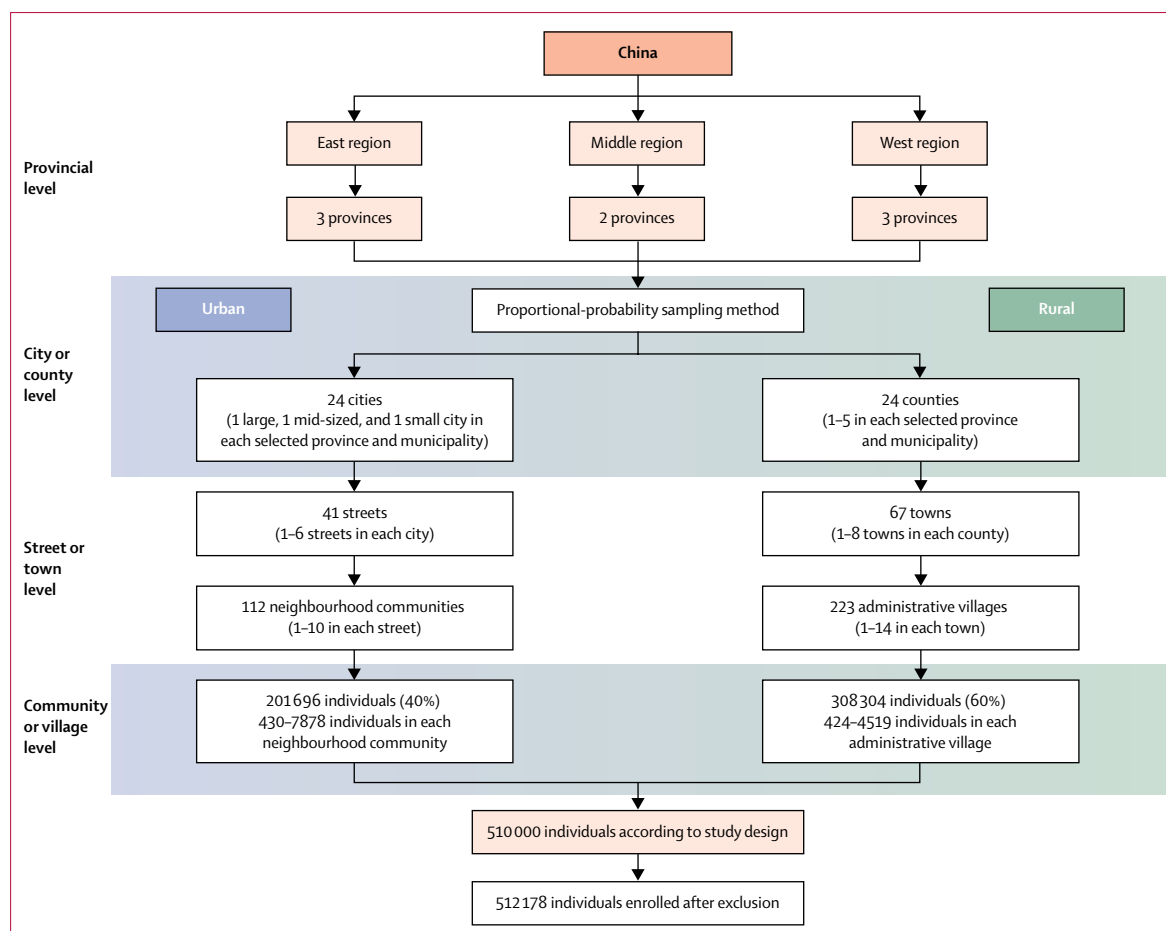 China
East region
Middle region
West region
Provincial
level
3 provinces
2 provinces
3 provinces
Urban
Proportional-probability sampling method
Rural
City or
county
level
24 cities
(1 large, 1 mid-sized, and 1 small city in
each selected province and municipality)
24 counties
(1–5 in each selected province
and municipality)
Street or
town
level
41 streets
(1–6 streets in each city)
67 towns
(1–8 towns in each county)
112 neighbourhood communities
(1–10 in each street)
223 administrative villages
(1–14 in each town)
Community
or village
level
201 696 individuals (40%)
430–7878 individuals in each
neighbourhood community
308 304 individuals (60%)
424–4519 individuals in each
administrative village
510 000 individuals according to study design
512 178 individuals enrolled after exclusion